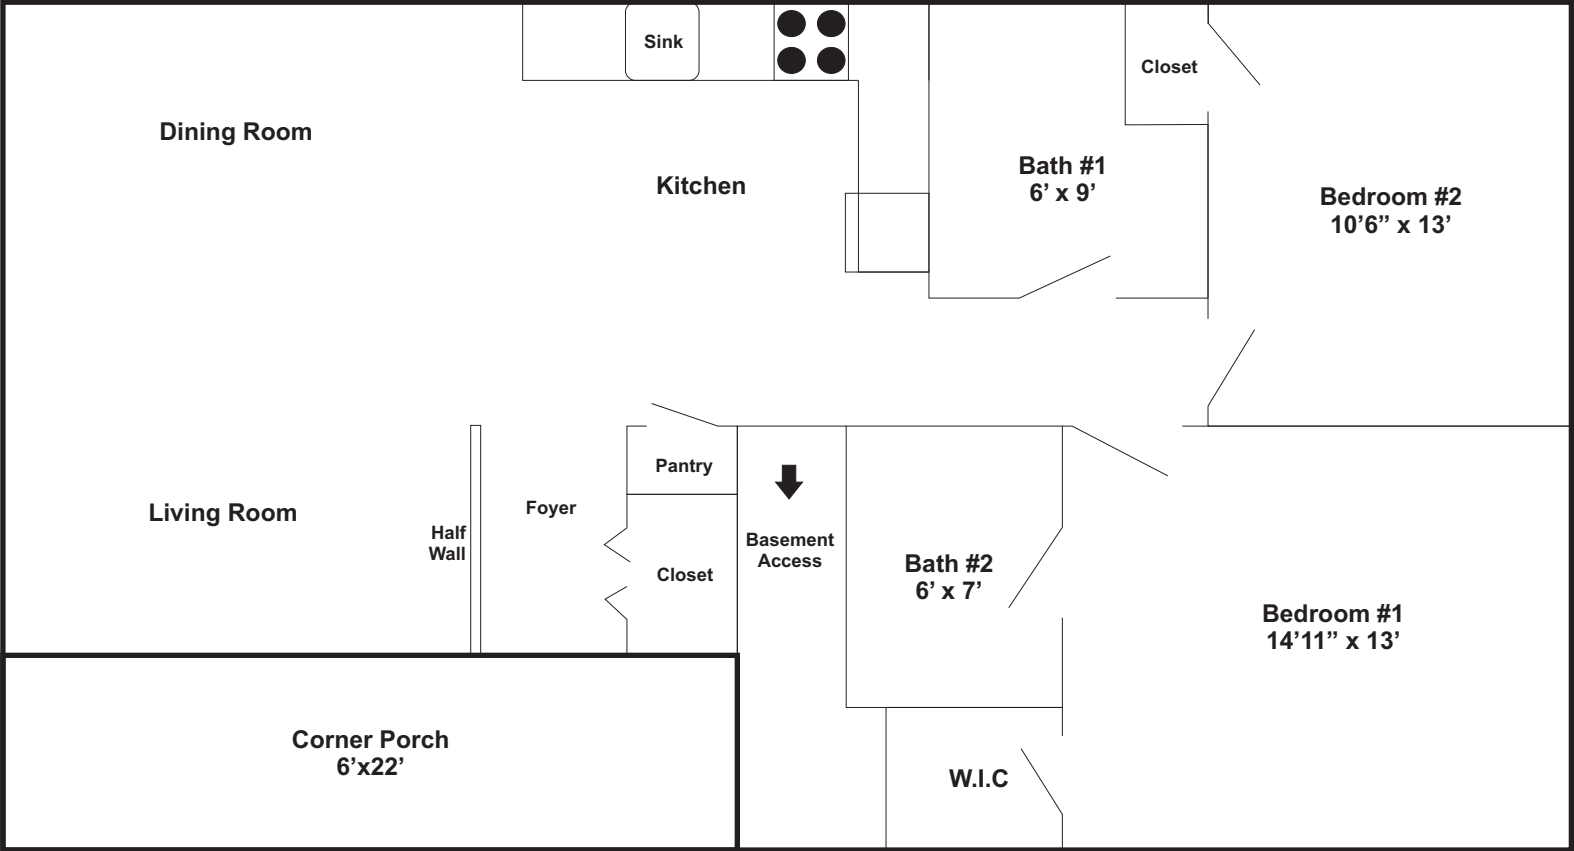 Sink
Closet
Dining Room
Kitchen
Bath #1
6’ x 9’
Bedroom #2
10’6” x 13’
Living Room
Half
Wall
Foyer
Pantry
Closet
Basement
Access
Bath #2
6’ x 7’
Bedroom #1
14’11” x 13’
Corner Porch
6’x22’
W.I.C